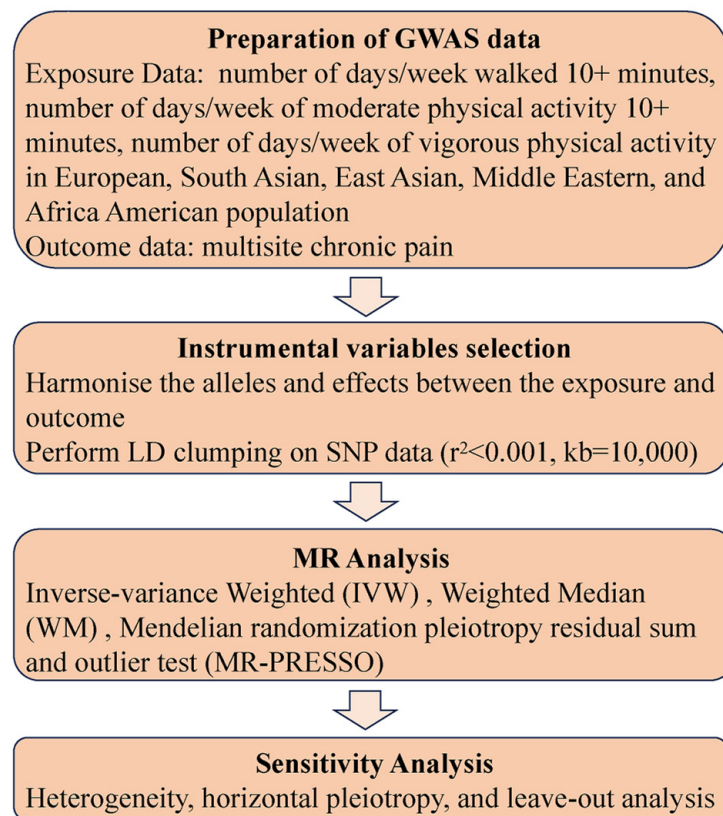 Preparation of GWAS data
Exposure Data: number of days/week walked 10+ minutes,
number of days/week of moderate physical activity 10+
minutes, number of days/week of vigorous physical activity
in European, South Asian, East Asian, Middle Eastern, and
Africa American population
Outcome data: multisite chronic pain
Instrumental variables selection
Harmonise the alleles and effects between the exposure and
outcome
Perform LD clumping on SNP data (r²<0.001, kb=10,000)
MR Analysis
Inverse-variance Weighted (IVW) , Weighted Median
(WM) , Mendelian randomization pleiotropy residual sum
and outlier test (MR-PRESSO)
Sensitivity Analysis
Heterogeneity, horizontal pleiotropy, and leave-out analysis